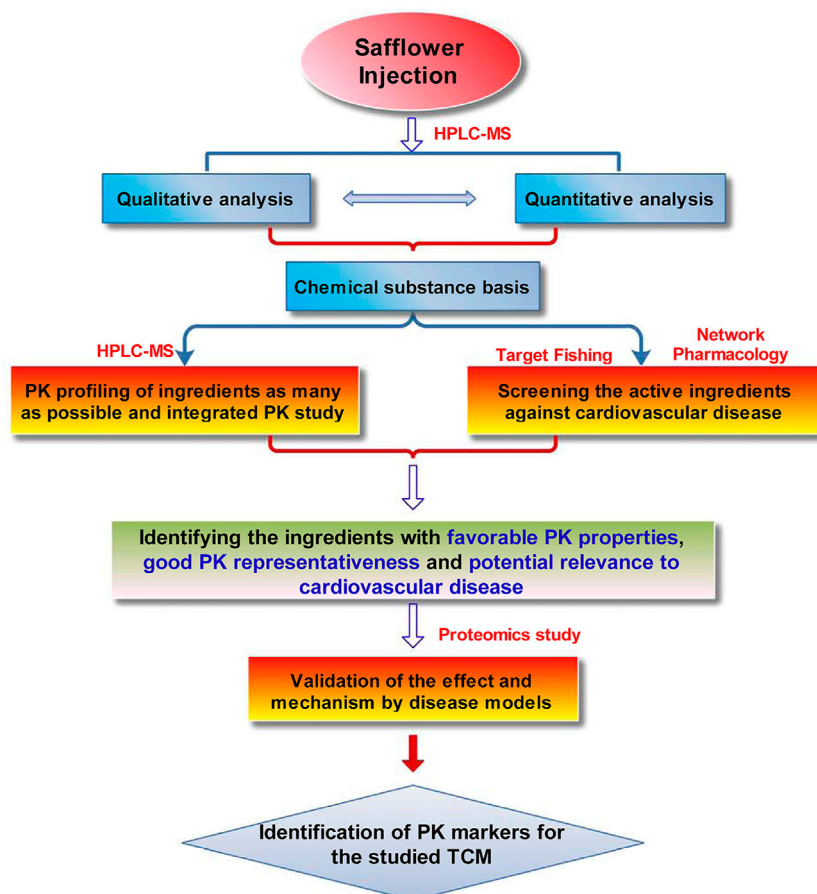 Safflower
Injection
HPLC-MS
Qualitative analysis
Quantitative analysis
Chemical substance basis
HPLC-MS
Target Fishing
Network
Pharmacology
PK profiling of ingredients as many
as possible and integrated PK study
Screening the active ingredients
against cardiovascular disease
Identifying the ingredients with favorable PK properties,
good PK representativeness and potential relevance to
cardiovascular disease
Proteomics study
Validation of the effect and
mechanism by disease models
Identification of PK markers for
the studied TCM